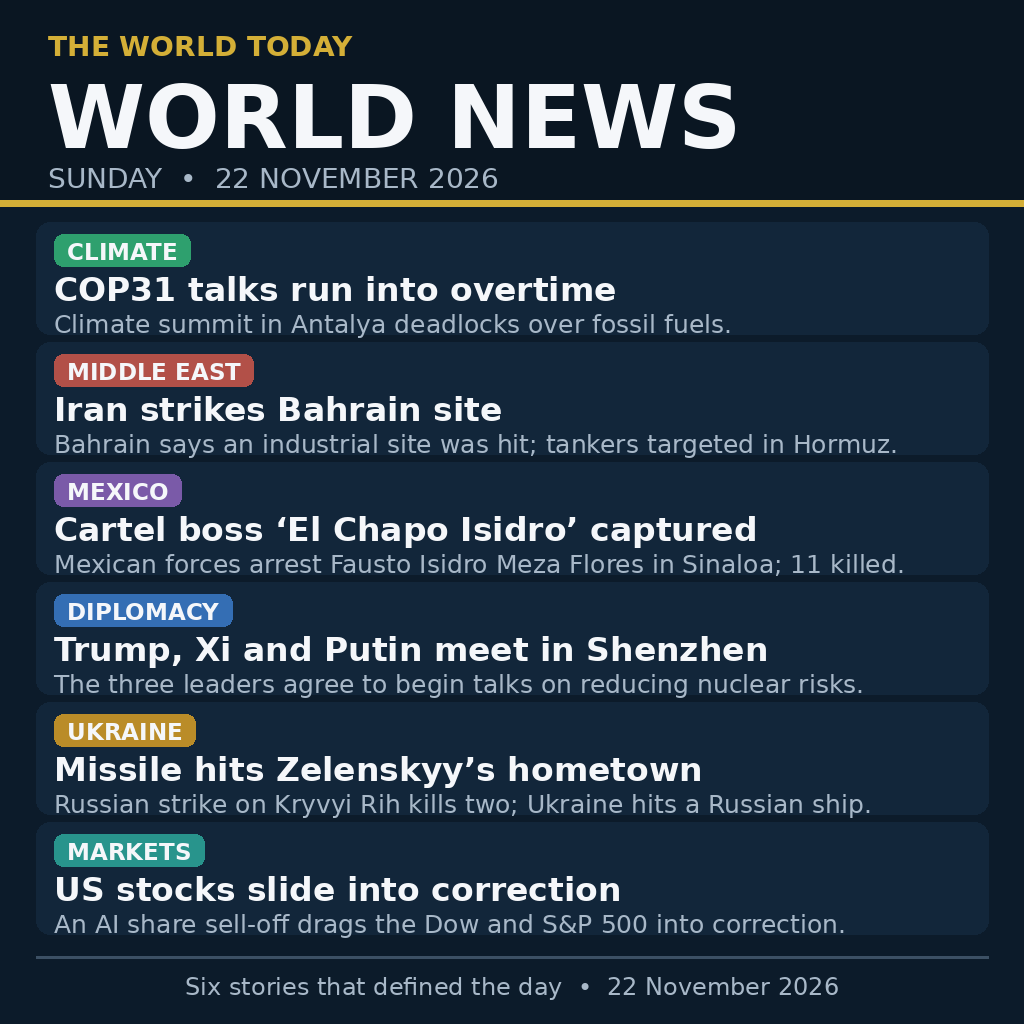 THE WORLD TODAY
WORLD NEWS
SUNDAY • 22 NOVEMBER 2026
CLIMATE
COP31 talks run into overtime
Climate summit in Antalya deadlocks over fossil fuels.
MIDDLE EAST
Iran strikes Bahrain site
Bahrain says an industrial site was hit; tankers targeted in Hormuz.
MEXICO
Cartel boss ‘El Chapo Isidro’ captured
Mexican forces arrest Fausto Isidro Meza Flores in Sinaloa; 11 killed.
DIPLOMACY
Trump, Xi and Putin meet in Shenzhen
The three leaders agree to begin talks on reducing nuclear risks.
UKRAINE
Missile hits Zelenskyy’s hometown
Russian strike on Kryvyi Rih kills two; Ukraine hits a Russian ship.
MARKETS
US stocks slide into correction
An AI share sell-off drags the Dow and S&P 500 into correction.
Six stories that defined the day • 22 November 2026